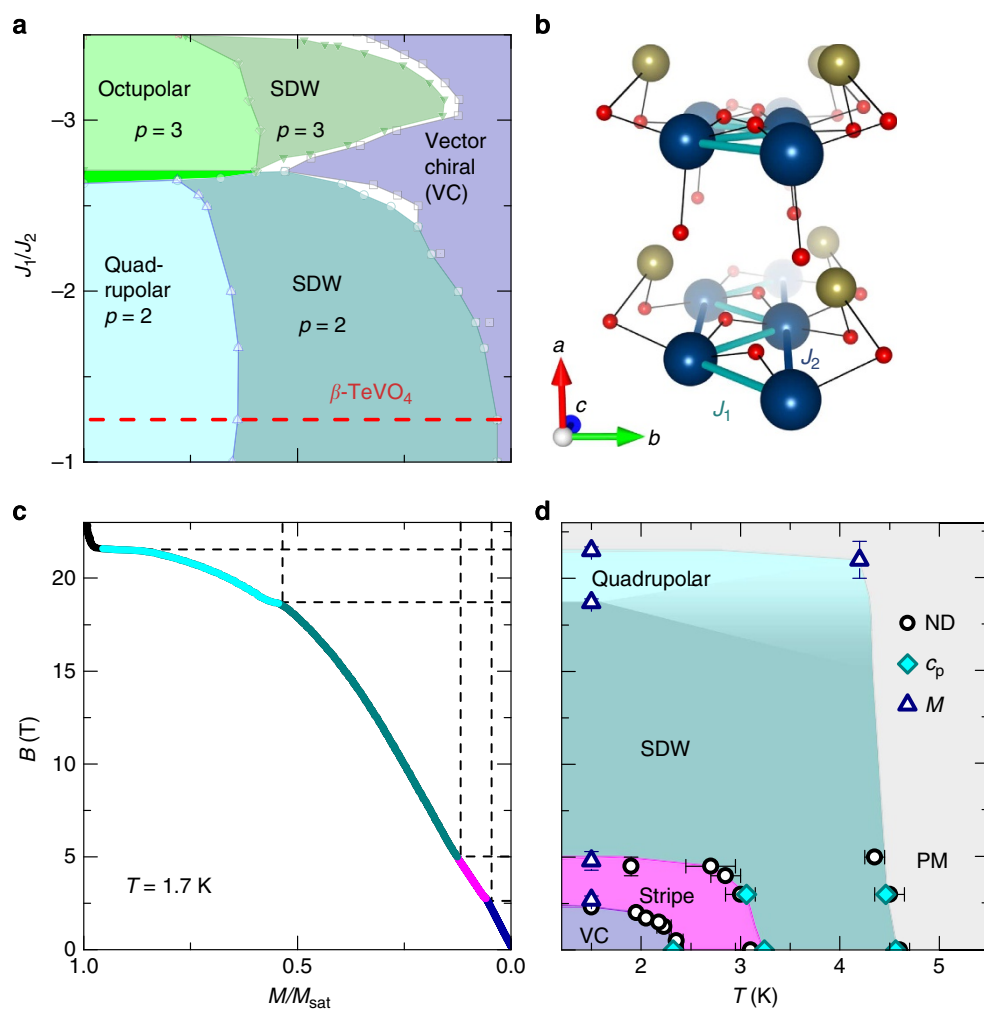 a
Octupolar
p = 3
SDW
p = 3
Vector
chiral
(VC)
Quad-
rupolar
p = 2
SDW
p = 2
β-TeVO₄
−3
−2
−1
J₁/J₂
b
J₂
J₁
a
c
b
c
20
15
10
5
0
B (T)
T = 1.7 K
1.0
0.5
0.0
M/Mₛₐₜ
d
Quadrupolar
ND
cₚ
M
SDW
PM
Stripe
VC
2
3
4
5
T (K)